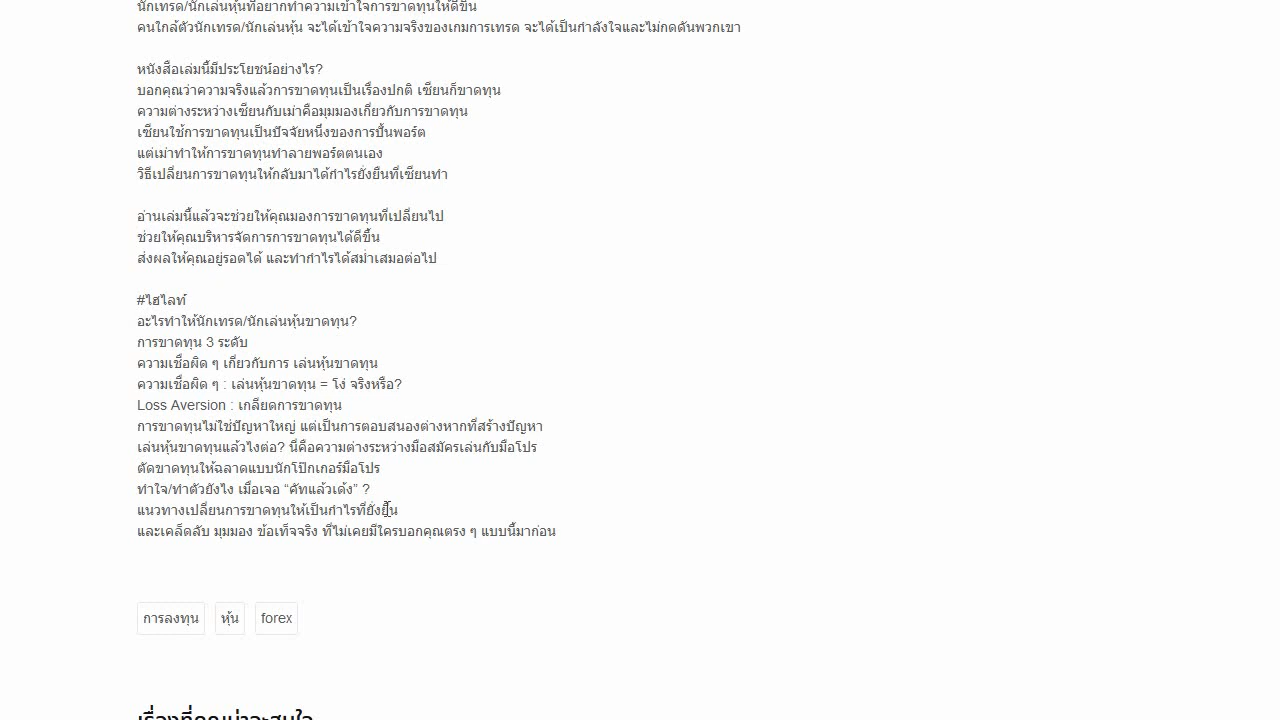 นักเทรด/นักเล่นหุ้นที่อยากทำความเข้าใจการขาดทุนให้ดีขึ้น
คนใกล้ตัวนักเทรด/นักเล่นหุ้น จะได้เข้าใจความจริงของเกมการเทรด จะได้เป็นกำลังใจและไม่กดดันพวกเขา
หนังสือเล่มนี้มีประโยชน์อย่างไร?
บอกคุณว่าความจริงแล้วการขาดทุนเป็นเรื่องปกติ เซียนก็ขาดทุน
ความต่างระหว่างเซียนกับเม่าคือมุมมองเกี่ยวกับการขาดทุน
เซียนใช้การขาดทุนเป็นปัจจัยหนึ่งของการปั้นพอร์ต
แต่เม่าทำให้การขาดทุนทำลายพอร์ตตนเอง
วิธีเปลี่ยนการขาดทุนให้กลับมาได้กำไรยั่งยืนที่เซียนทำ
อ่านเล่มนี้แล้วจะช่วยให้คุณมองการขาดทุนที่เปลี่ยนไป
ช่วยให้คุณบริหารจัดการการขาดทุนได้ดีขึ้น
ส่งผลให้คุณอยู่รอดได้ และทำกำไรได้สม่ำเสมอต่อไป
#ไฮไลท์
อะไรทำให้นักเทรด/นักเล่นหุ้นขาดทุน?
การขาดทุน 3 ระดับ
ความเชื่อผิด ๆ เกี่ยวกับการ เล่นหุ้นขาดทุน
ความเชื่อผิด ๆ : เล่นหุ้นขาดทุน = โง่ จริงหรือ?
Loss Aversion : เกลียดการขาดทุน
การขาดทุนไม่ใช่ปัญหาใหญ่ แต่เป็นการตอบสนองต่างหากที่สร้างปัญหา
เล่นหุ้นขาดทุนแล้วไงต่อ? นี่คือความต่างระหว่างมือสมัครเล่นกับมือโปร
ตัดขาดทุนให้ฉลาดแบบนักโป๊กเกอร์มือโปร
ทำใจ/ทำตัวยังไง เมื่อเจอ “คัทแล้วเด้ง” ?
แนวทางเปลี่ยนการขาดทุนให้เป็นกำไรที่ยั่งยืน
และเคล็ดลับ มุมมอง ข้อเท็จจริง ที่ไม่เคยมีใครบอกคุณตรง ๆ แบบนี้มาก่อน
การลงทุน
หุ้น
forex
เรื่องที่คุณน่าจะสนใจ